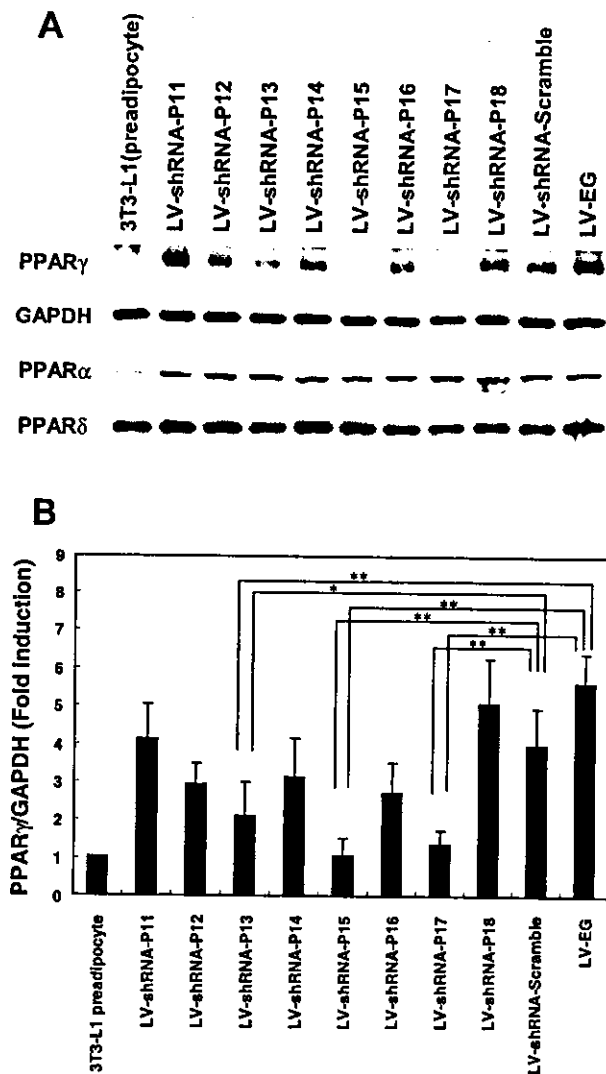 A
3T3-L1(preadipocyte)
LV-shRNA-P11
LV-shRNA-P12
LV-shRNA-P13
LV-shRNA-P14
LV-shRNA-P15
LV-shRNA-P16
LV-shRNA-P17
LV-shRNA-P18
LV-shRNA-Scramble
LV-EG
PPARγ
GAPDH
PPARα
PPARδ
B
PPARγ/GAPDH (Fold Induction)
9
8
7
6
5
4
3
2
1
0
**
*
**
**
**
**
3T3-L1 preadipocyte
LV-shRNA-P11
LV-shRNA-P12
LV-shRNA-P13
LV-shRNA-P14
LV-shRNA-P15
LV-shRNA-P16
LV-shRNA-P17
LV-shRNA-P18
LV-shRNA-Scramble
LV-EG